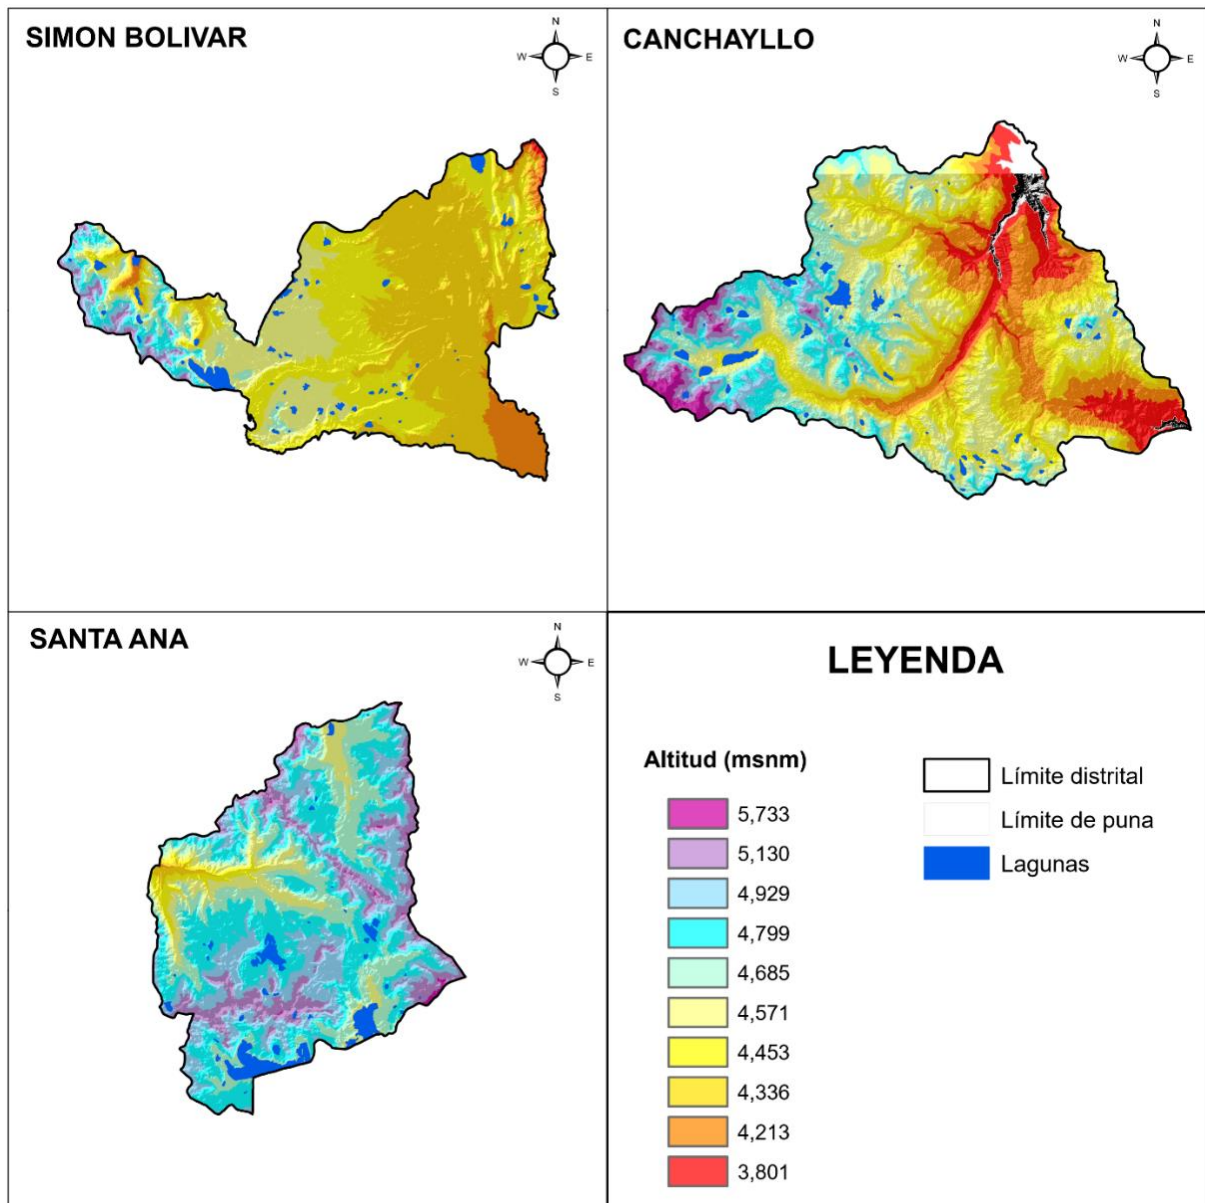 SIMON BOLIVAR
N
W
E
S
CANCHAYLLO
N
W
E
S
SANTA ANA
N
W
E
S
LEYENDA
Altitud (msnm)
5,733
5,130
4,929
4,799
4,685
4,571
4,453
4,336
4,213
3,801
Límite distrital
Límite de puna
Lagunas